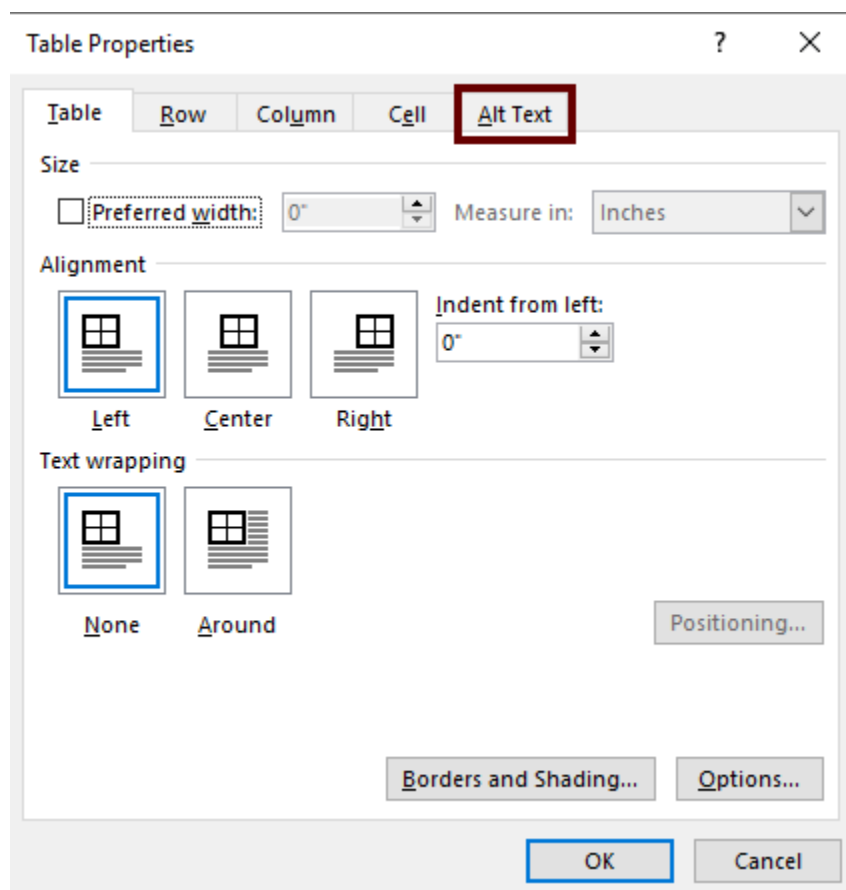 Table Properties ?
Table Row Column Cell Alt Text
Size
Preferred width: 0" Measure in: Inches
Alignment
Indent from left:
0"
Left Center Right
Text wrapping
None Around Positioning...
Borders and Shading... Options...
OK Cancel